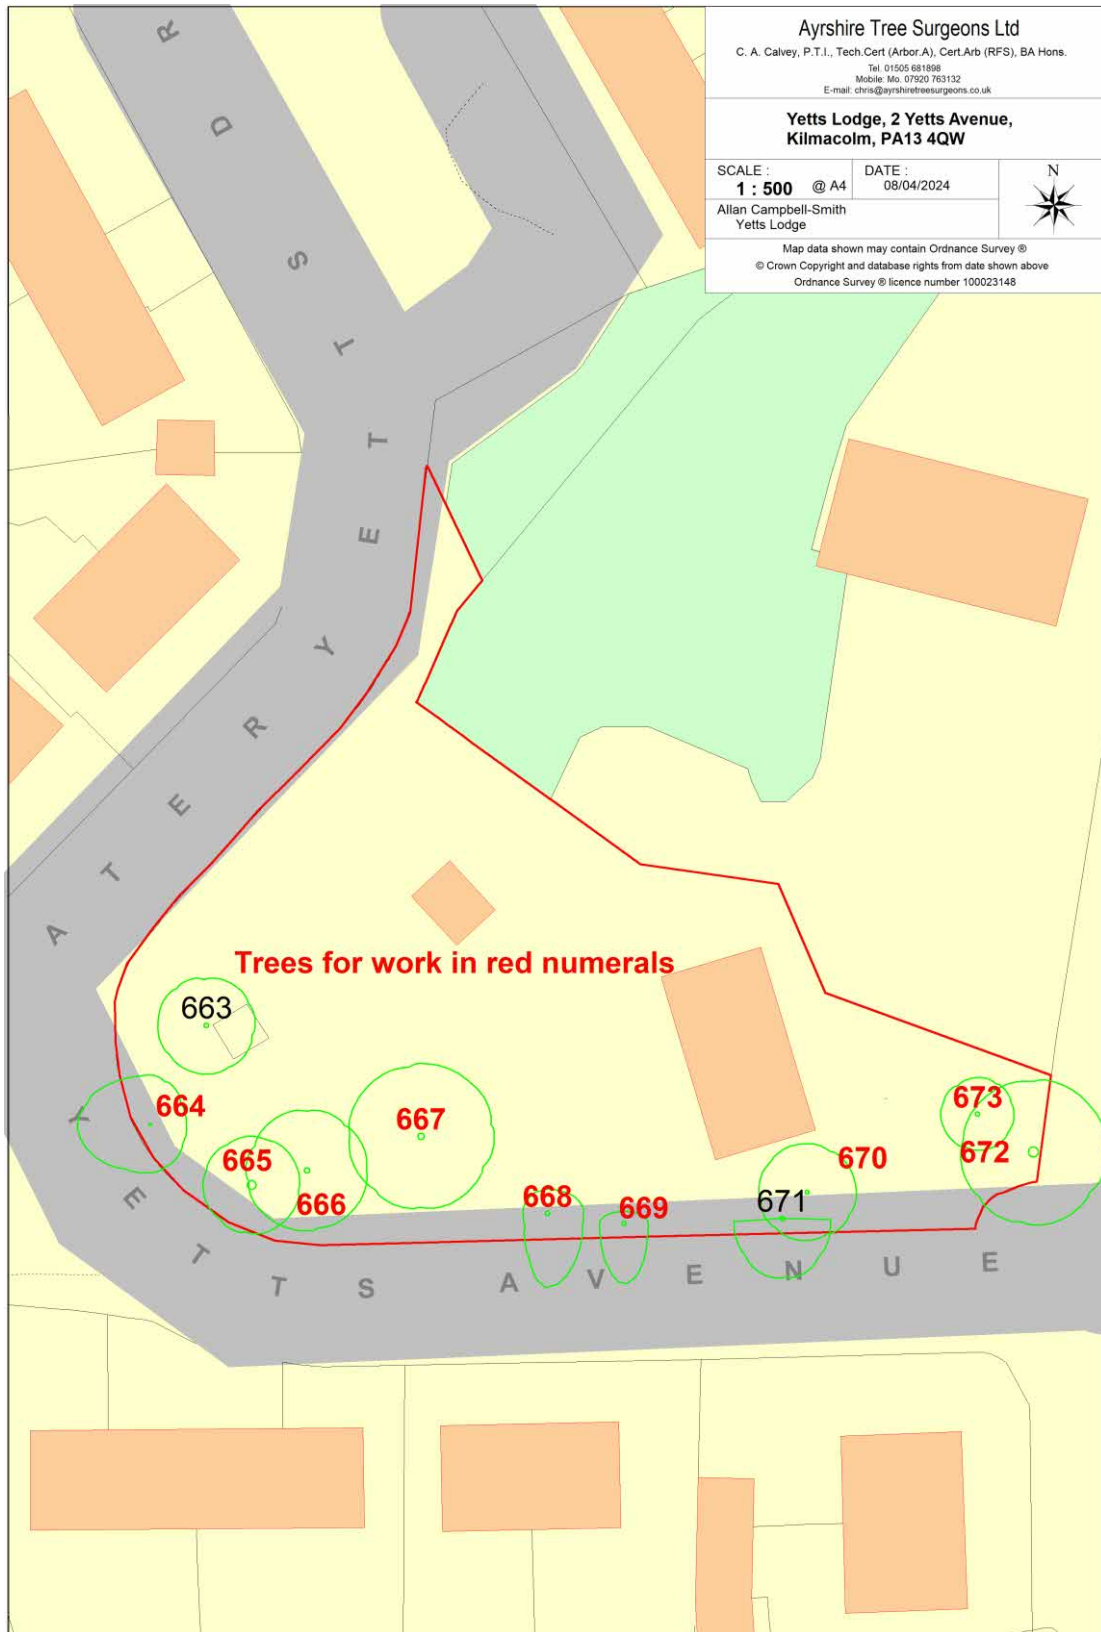 Ayrshire Tree Surgeons Ltd
C. A. Calvey, P.T.I., Tech.Cert (Arbor.A), Cert.Arb (RFS), BA Hons.
Tel. 01505 681898
Mobile: Mo. 07920 763132
E-mail: chris@ayrshiretreesurgeons.co.uk
Yetts Lodge, 2 Yetts Avenue,
Kilmacolm, PA13 4QW
SCALE :
1 : 500 @ A4
DATE :
08/04/2024
N
Allan Campbell-Smith
Yetts Lodge
Map data shown may contain Ordnance Survey ®
© Crown Copyright and database rights from date shown above
Ordnance Survey ® licence number 100023148
YETTS RD
WATERYETTS
Trees for work in red numerals
663
664
665
666
667
668
669
670
671
672
673
YETTS AVENUE